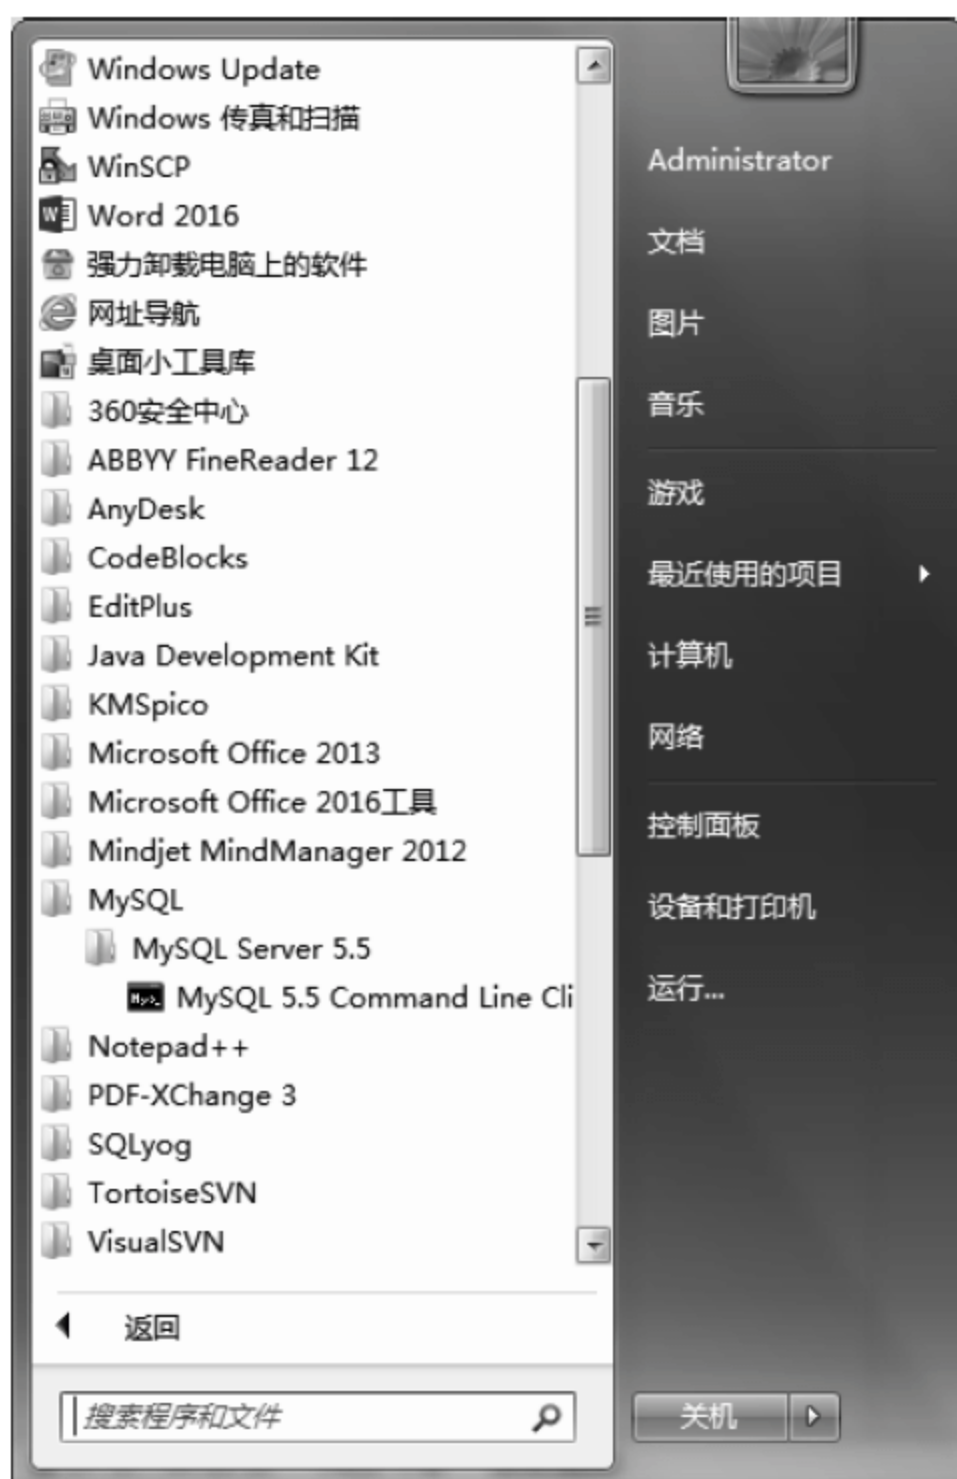 Windows Update
Windows 传真和扫描
WinSCP
Word 2016
强力卸载电脑上的软件
网址导航
桌面小工具库
360安全中心
ABBYY FineReader 12
AnyDesk
CodeBlocks
EditPlus
Java Development Kit
KMSpico
Microsoft Office 2013
Microsoft Office 2016工具
Mindjet MindManager 2012
MySQL
MySQL Server 5.5
MySQL 5.5 Command Line Cli
Notepad++
PDF-XChange 3
SQLyog
TortoiseSVN
VisualSVN
返回
搜索程序和文件
Administrator
文档
图片
音乐
游戏
最近使用的项目
计算机
网络
控制面板
设备和打印机
运行...
关机